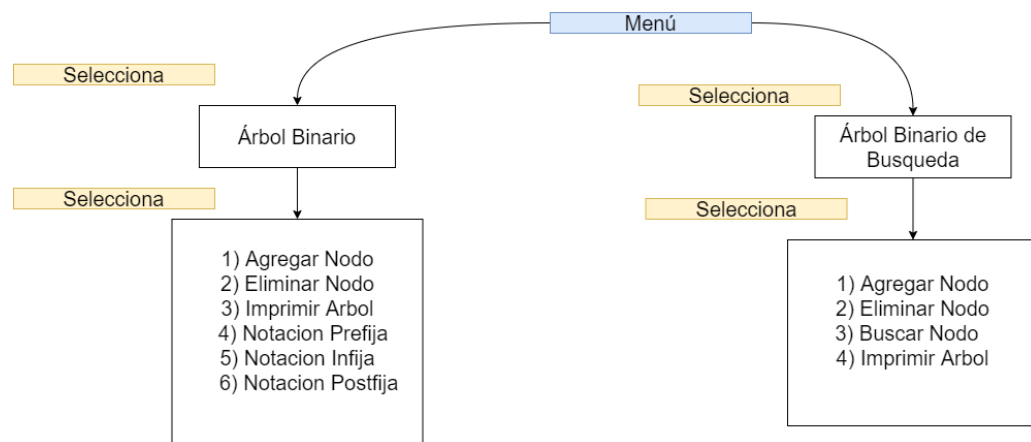 Menú
Selecciona
Árbol Binario
Selecciona
1) Agregar Nodo
2) Eliminar Nodo
3) Imprimir Arbol
4) Notacion Prefija
5) Notacion Infija
6) Notacion Postfija
Selecciona
Árbol Binario de
Busqueda
Selecciona
1) Agregar Nodo
2) Eliminar Nodo
3) Buscar Nodo
4) Imprimir Arbol